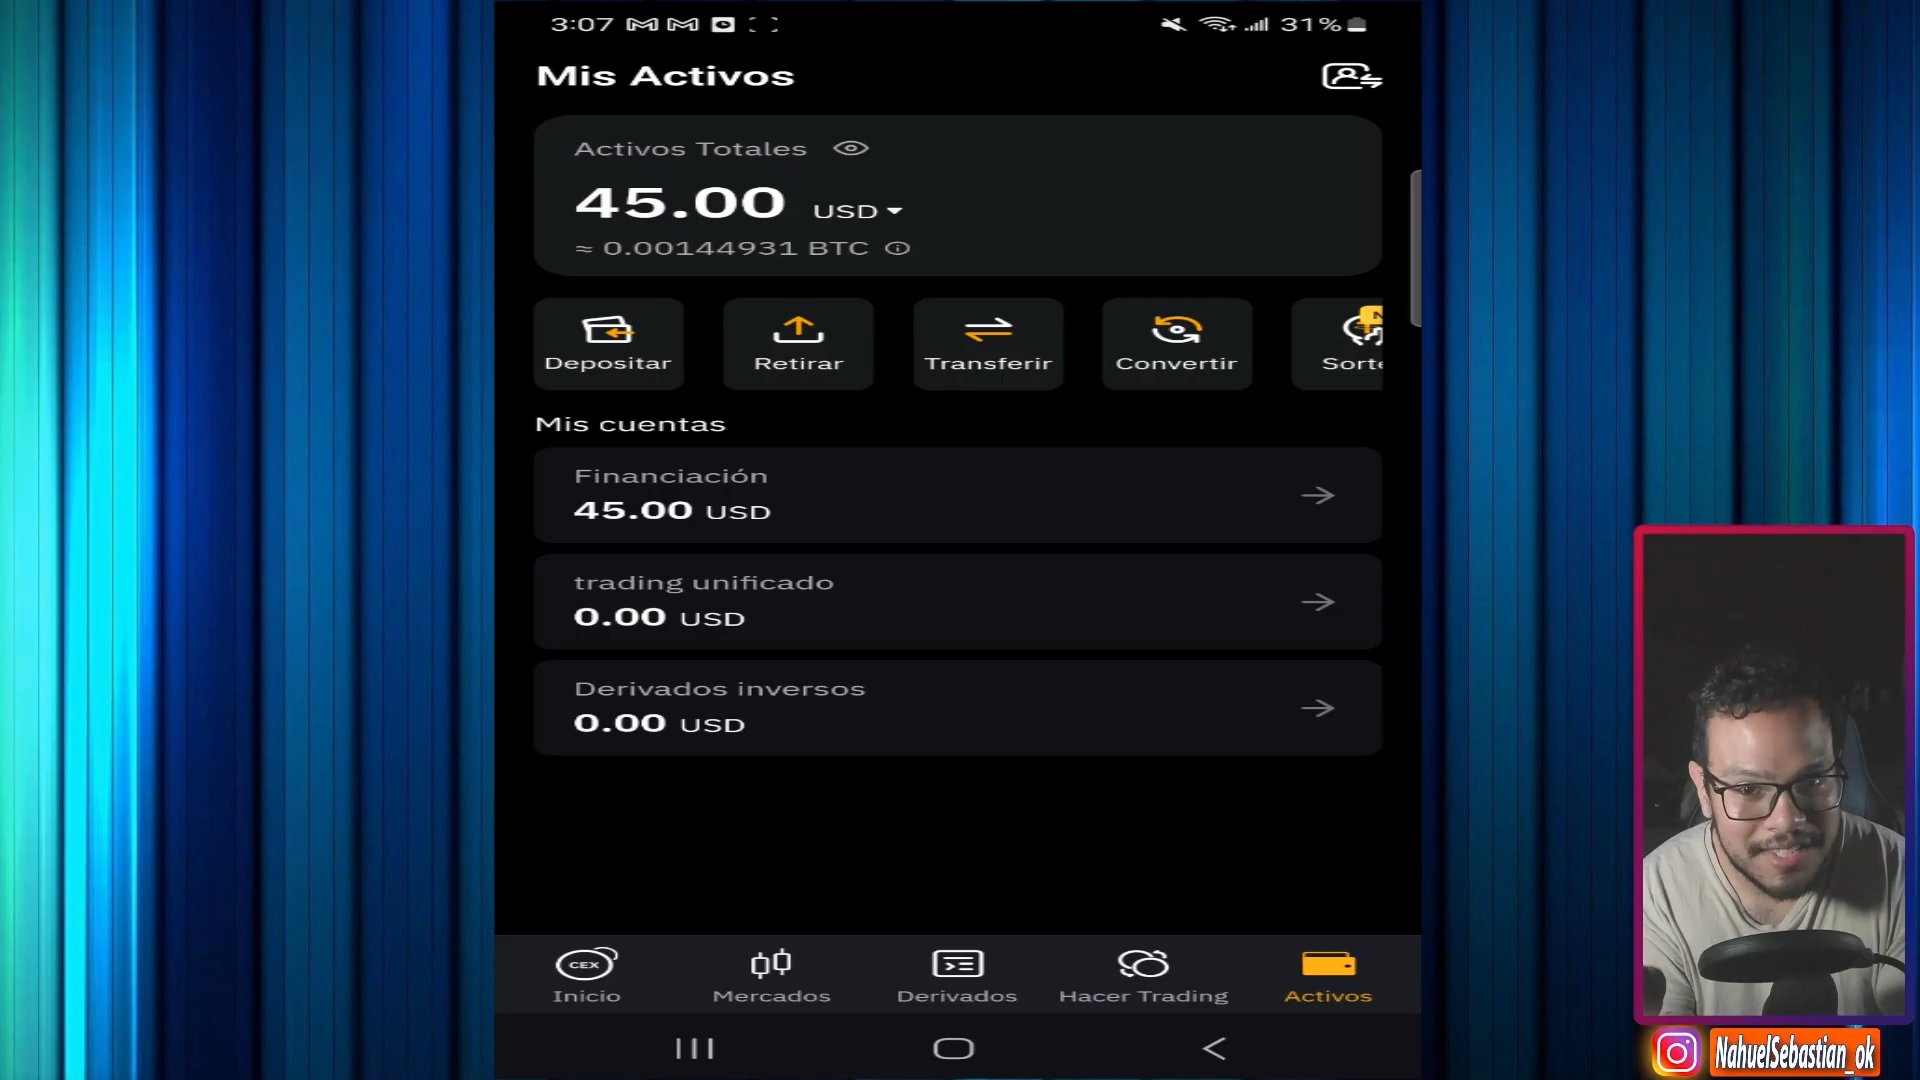 3:07
31%
Mis Activos
Activos Totales
45.00 USD
≈ 0.00144931 BTC
Depositar
Retirar
Transferir
Convertir
N
Sorte
Mis cuentas
Financiación
45.00 USD
trading unificado
0.00 USD
Derivados inversos
0.00 USD
CEX
Inicio
Mercados
Derivados
Hacer Trading
Activos
NahuelSebastian_ok